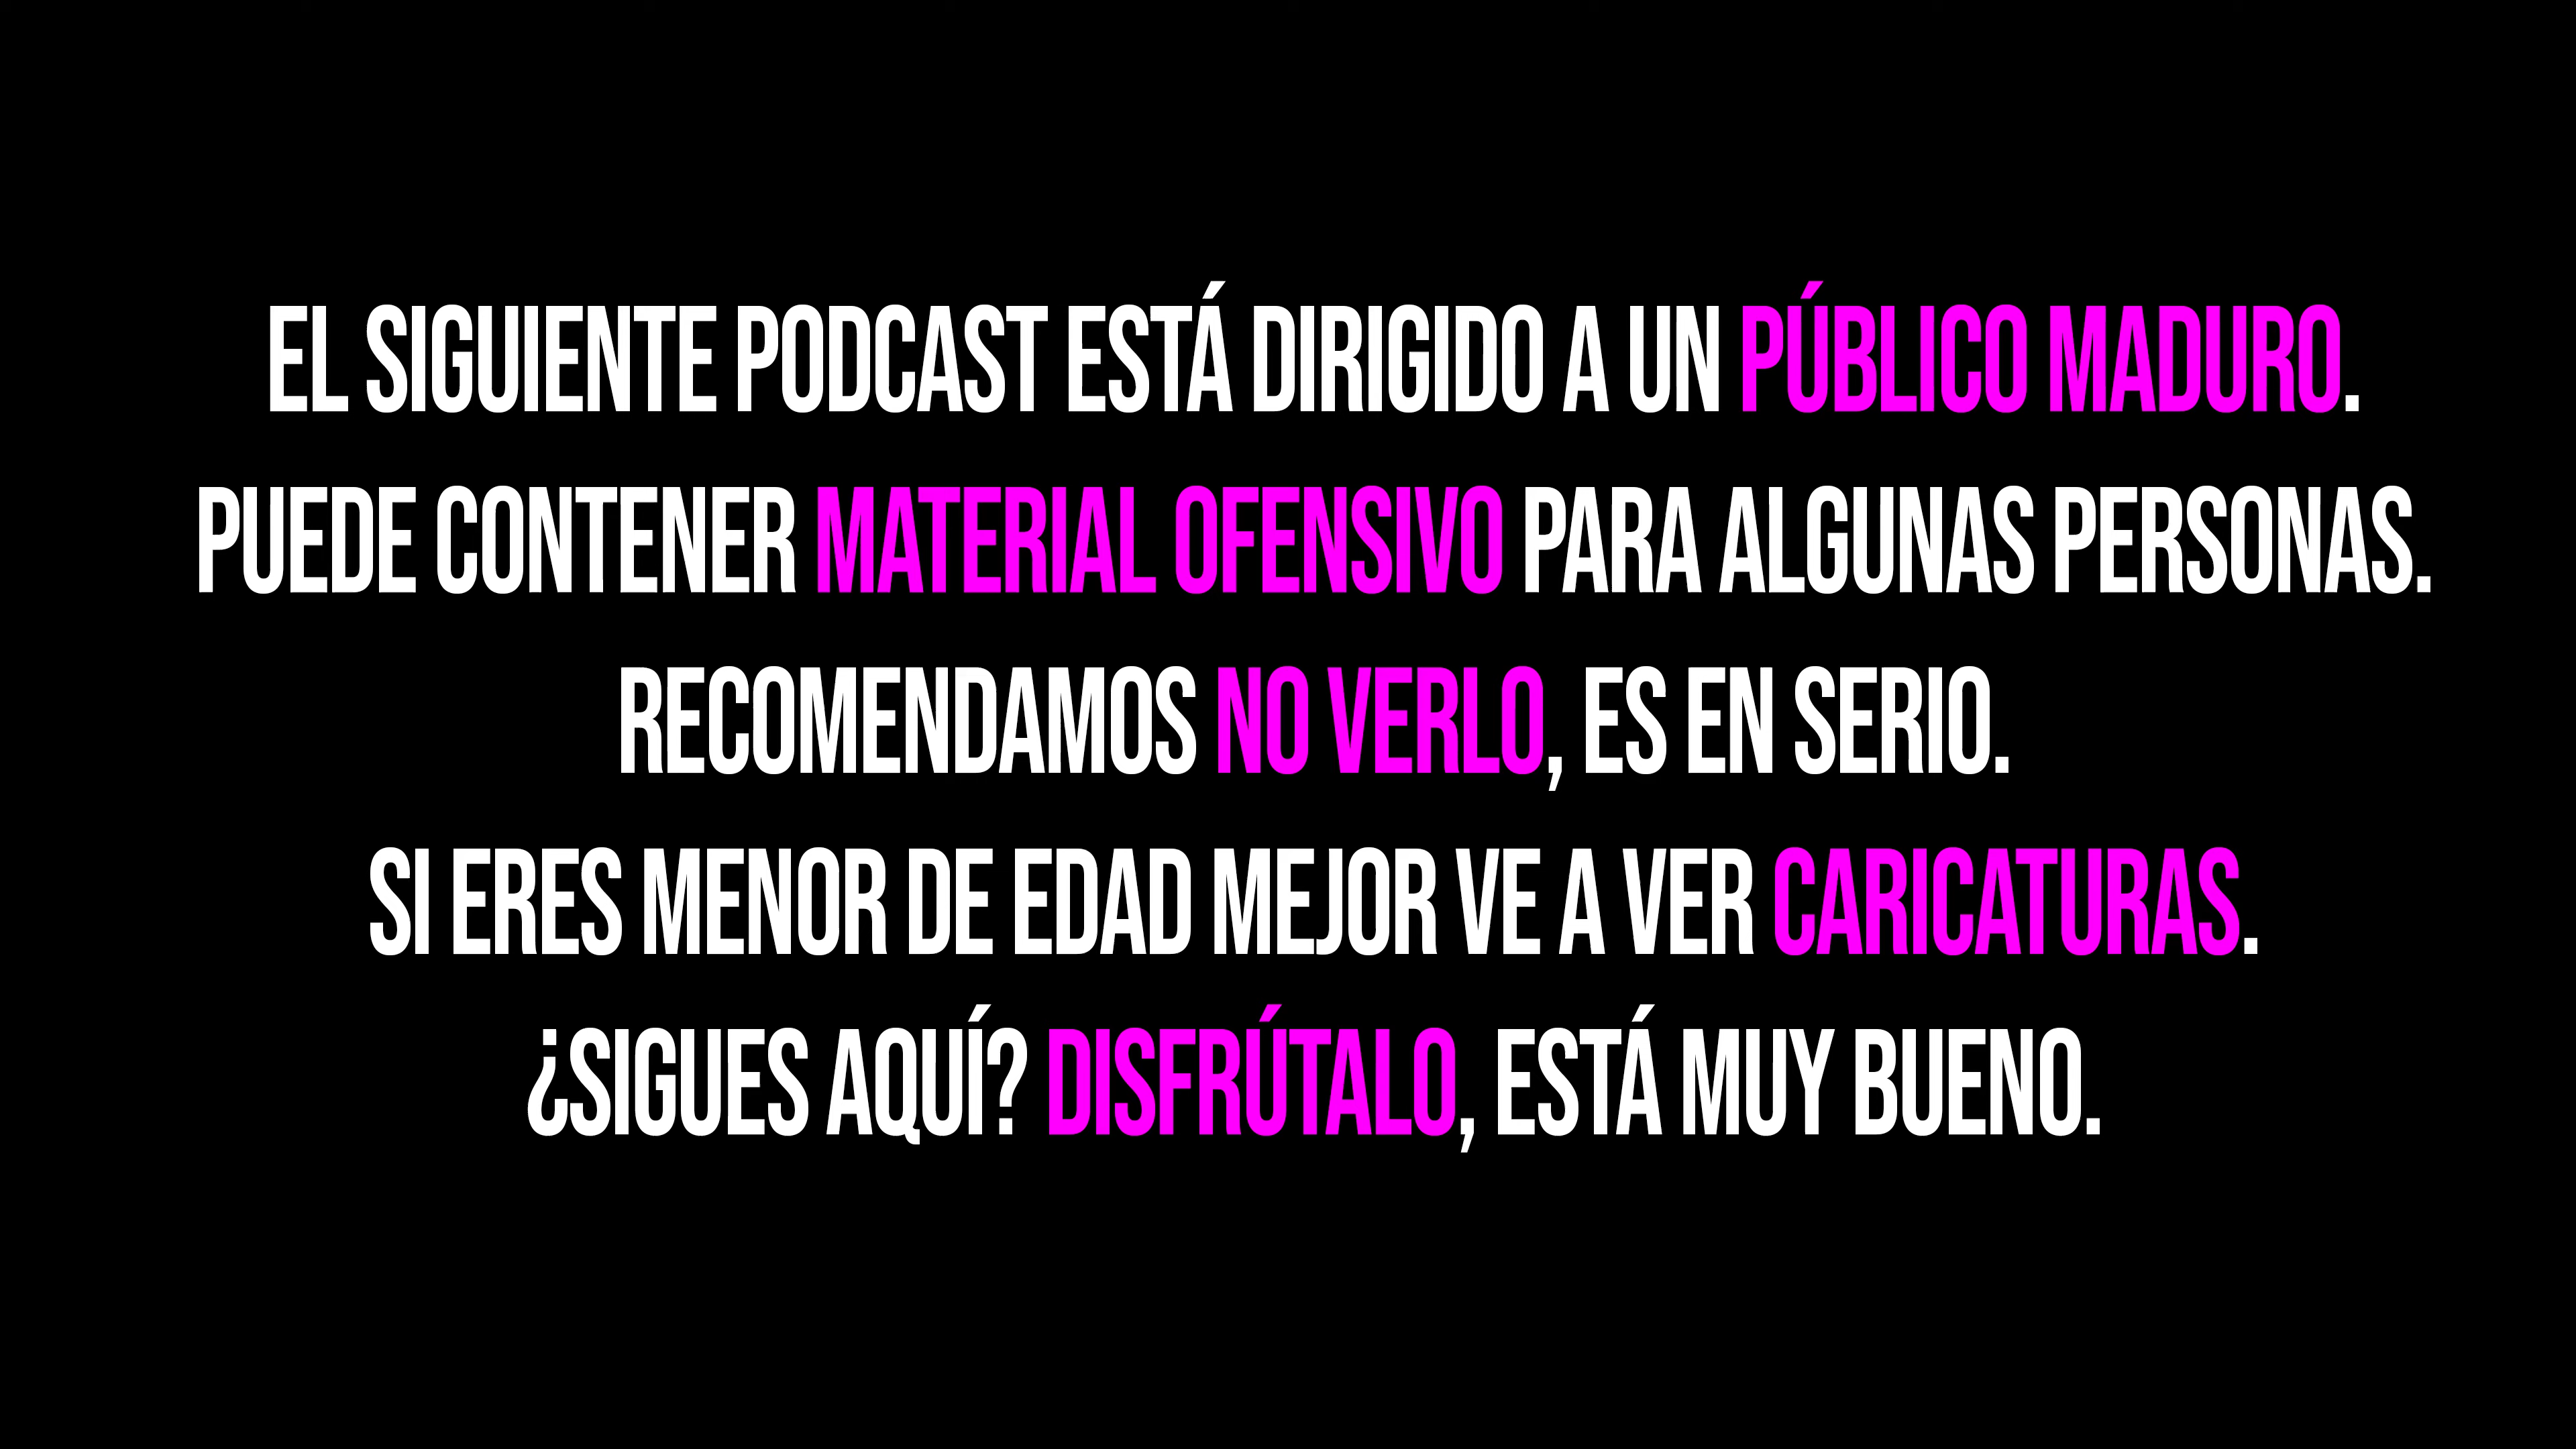 EL SIGUIENTE PODCAST ESTÁ DIRIGIDO A UN PÚBLICO MADURO.
PUEDE CONTENER MATERIAL OFENSIVO PARA ALGUNAS PERSONAS.
RECOMENDAMOS NO VERLO, ES EN SERIO.
SI ERES MENOR DE EDAD MEJOR VE A VER CARICATURAS.
¿SIGUES AQUÍ? DISFRÚTALO, ESTÁ MUY BUENO.